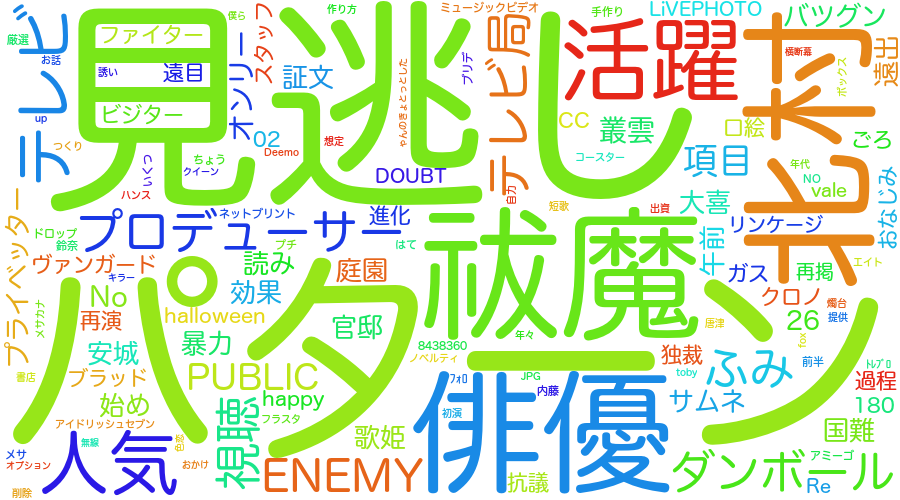 見逃し
パターン
祓魔
俳優
北村
活躍
テレビ
テレビ局
プロデューサー
人気
PUBLIC
ENEMY
ダンボール
ふみ
視聴
ファイター
ビジター
遠目
誘い
オンリー
スタッフ
証文
02
Deemo
想定
DOUBT
作り方
僕ら
厳選
お話
up
つくり
つくい
ちょう
クイーン
ハンス
ネットプリント
進化
プチ
はて
ドロップ
鈴奈
ヴァンガード
キラー
読み
庭園
効果
halloween
官邸
No
再演
安城
暴力
ブラッド
始め
書店
メサカナ
プライベッター
アイドリッシュセブン
無線
メサ
オプション
おかけ
削除
happy
フラスタ
歌姫
8438360
ノベルティ
年々
JPG
内藤
ﾌｫﾛ
初演
抗議
ミュージックビデオ
プリデ
ゃんのきょとっとした
LiVEPHOTO
手作り
バツグン
横断幕
ボックス
遠出
CC
叢雲
口絵
コースター
項目
ごろ
年代
NO
vale
おなじみ
自力
短歌
出資
大喜
リンケージ
午前
ガス
再掲
エイト
クロノ
燭台
26
提供
唐津
fox
前半
独裁
toby
サムネ
ﾄﾚﾌﾟﾛ
過程
180
国難
アミーゴ
Re